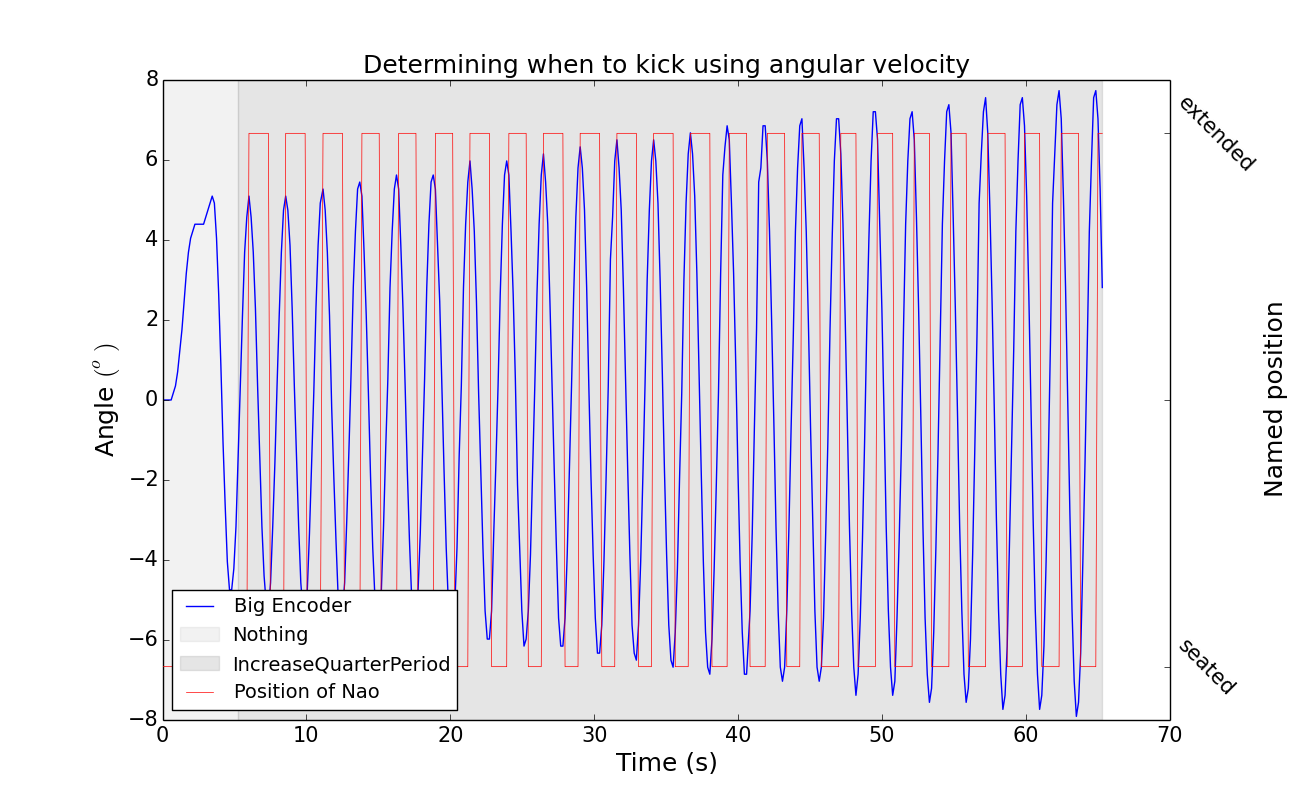 Determining when to kick using angular velocity
8
6
4
2
0
−2
−4
−6
−8
Angle (°)
0 10 20 30 40 50 60 70
Time (s)
extended
seated
Named position
Big Encoder
Nothing
IncreaseQuarterPeriod
Position of Nao